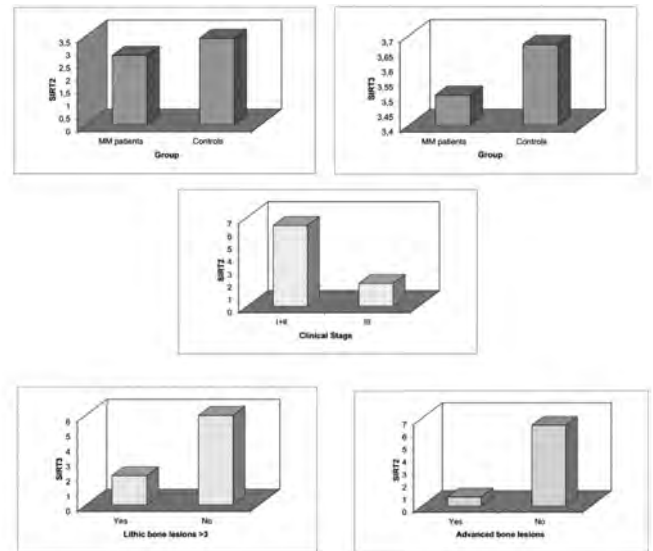 3,5
3
2,5
2
1,5
1
0,5
0
SIRT2
MM patients Controls
Group
3,7
3,65
3,6
3,55
3,5
3,45
3,4
SIRT3
MM patients Controls
Group
7
6
5
4
3
2
1
0
SIRT2
I+II III
Clinical Stage
6
5
4
3
2
1
0
SIRT3
Yes No
Lithic bone lesions >3
7
6
5
4
3
2
1
0
SIRT2
Yes No
Advanced bone lesions